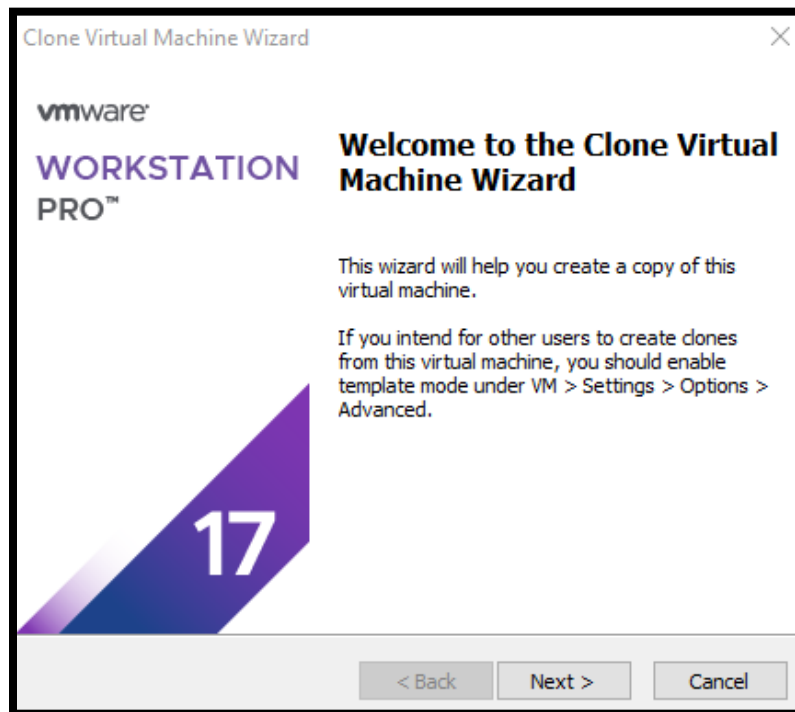 Clone Virtual Machine Wizard
vmware®
WORKSTATION
PRO™
Welcome to the Clone Virtual
Machine Wizard
This wizard will help you create a copy of this
virtual machine.
If you intend for other users to create clones
from this virtual machine, you should enable
template mode under VM > Settings > Options >
Advanced.
17
< Back
Next >
Cancel